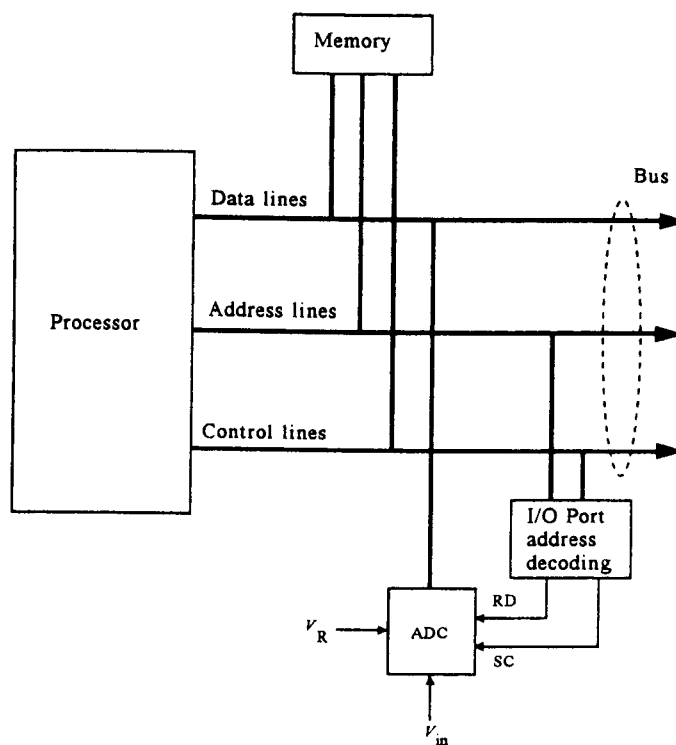 Memory
Bus
Data lines
Processor
Address lines
Control lines
I/O Port
address
decoding
RD
V_R
ADC
SC
V_in